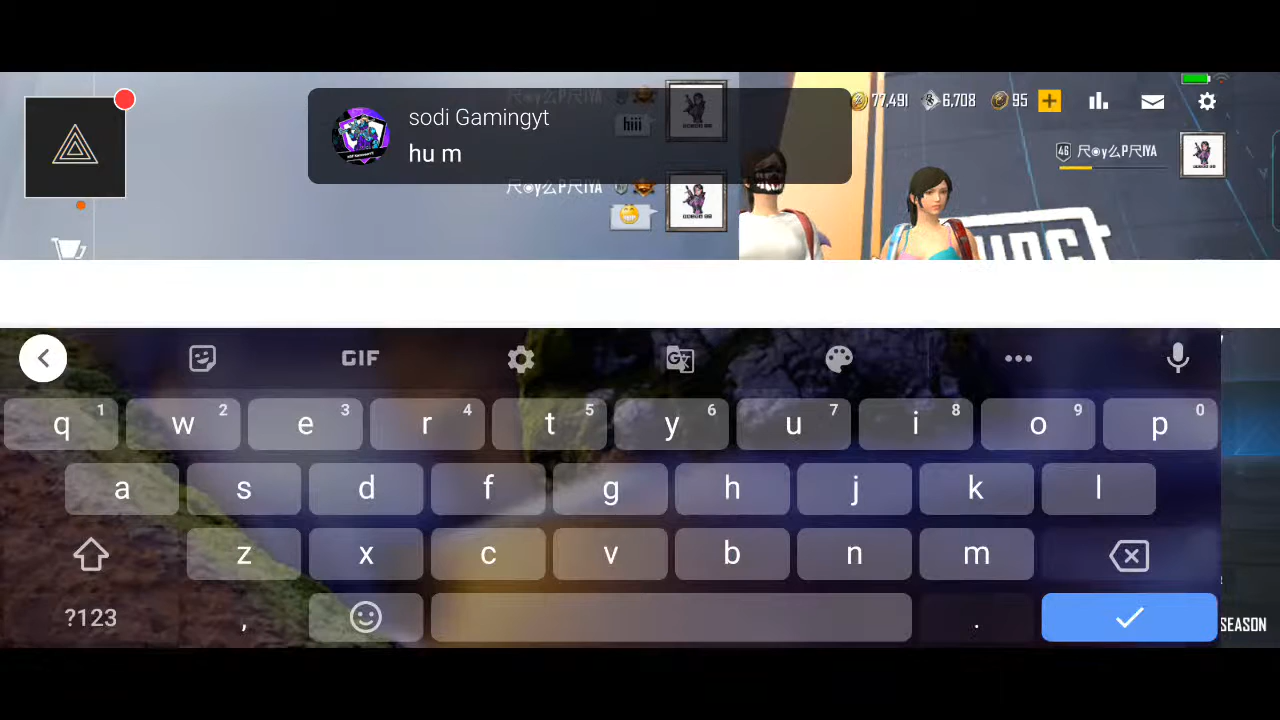 sodi Gamingyt
hu m
hiii
77,491 6,708 95
46
GIF
q 1 w 2 e 3 r 4 t 5 y 6 u 7 i 8 o 9 p 0
a s d f g h j k l
z x c v b n m
?123 , .
SEASON